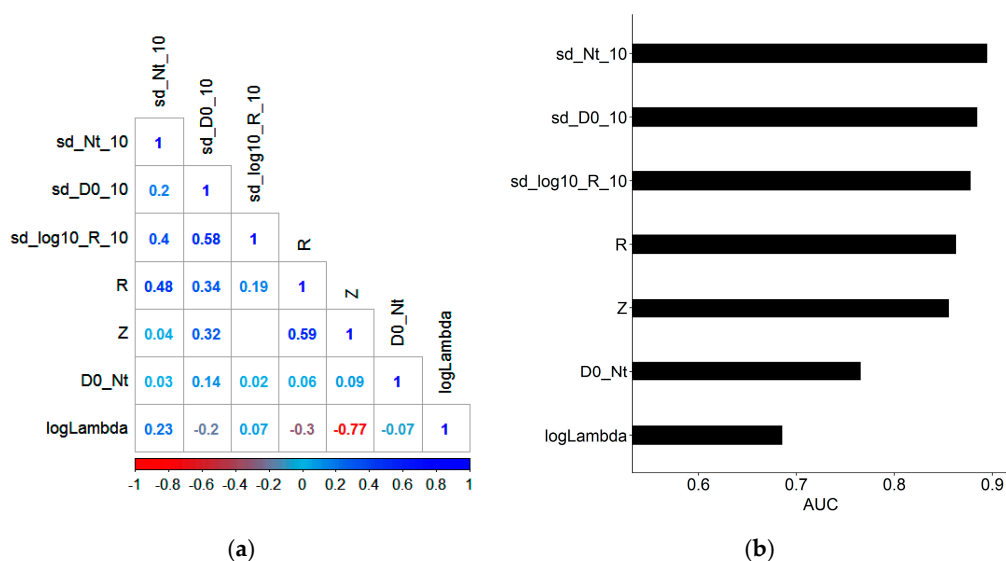 sd_Nt_10
sd_D0_10
sd_log10_R_10
R
Z
D0_Nt
logLambda
sd_Nt_10 1
sd_D0_10 0.2 1
sd_log10_R_10 0.4 0.58 1
R 0.48 0.34 0.19 1
Z 0.04 0.32 0.59 1
D0_Nt 0.03 0.14 0.02 0.06 0.09 1
logLambda 0.23 -0.2 0.07 -0.3 -0.77 -0.07 1
-1 -0.8 -0.6 -0.4 -0.2 0 0.2 0.4 0.6 0.8 1
(a)
sd_Nt_10
sd_D0_10
sd_log10_R_10
R
Z
D0_Nt
logLambda
0.6 0.7 0.8 0.9
AUC
(b)